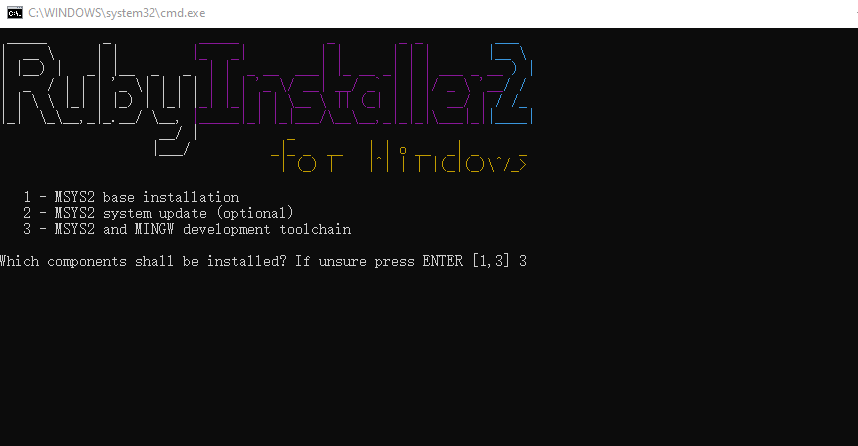 C:\WINDOWS\system32\cmd.exe
RubyInstaller2
for Windows
1 - MSYS2 base installation
2 - MSYS2 system update (optional)
3 - MSYS2 and MINGW development toolchain
Which components shall be installed? If unsure press ENTER [1,3] 3